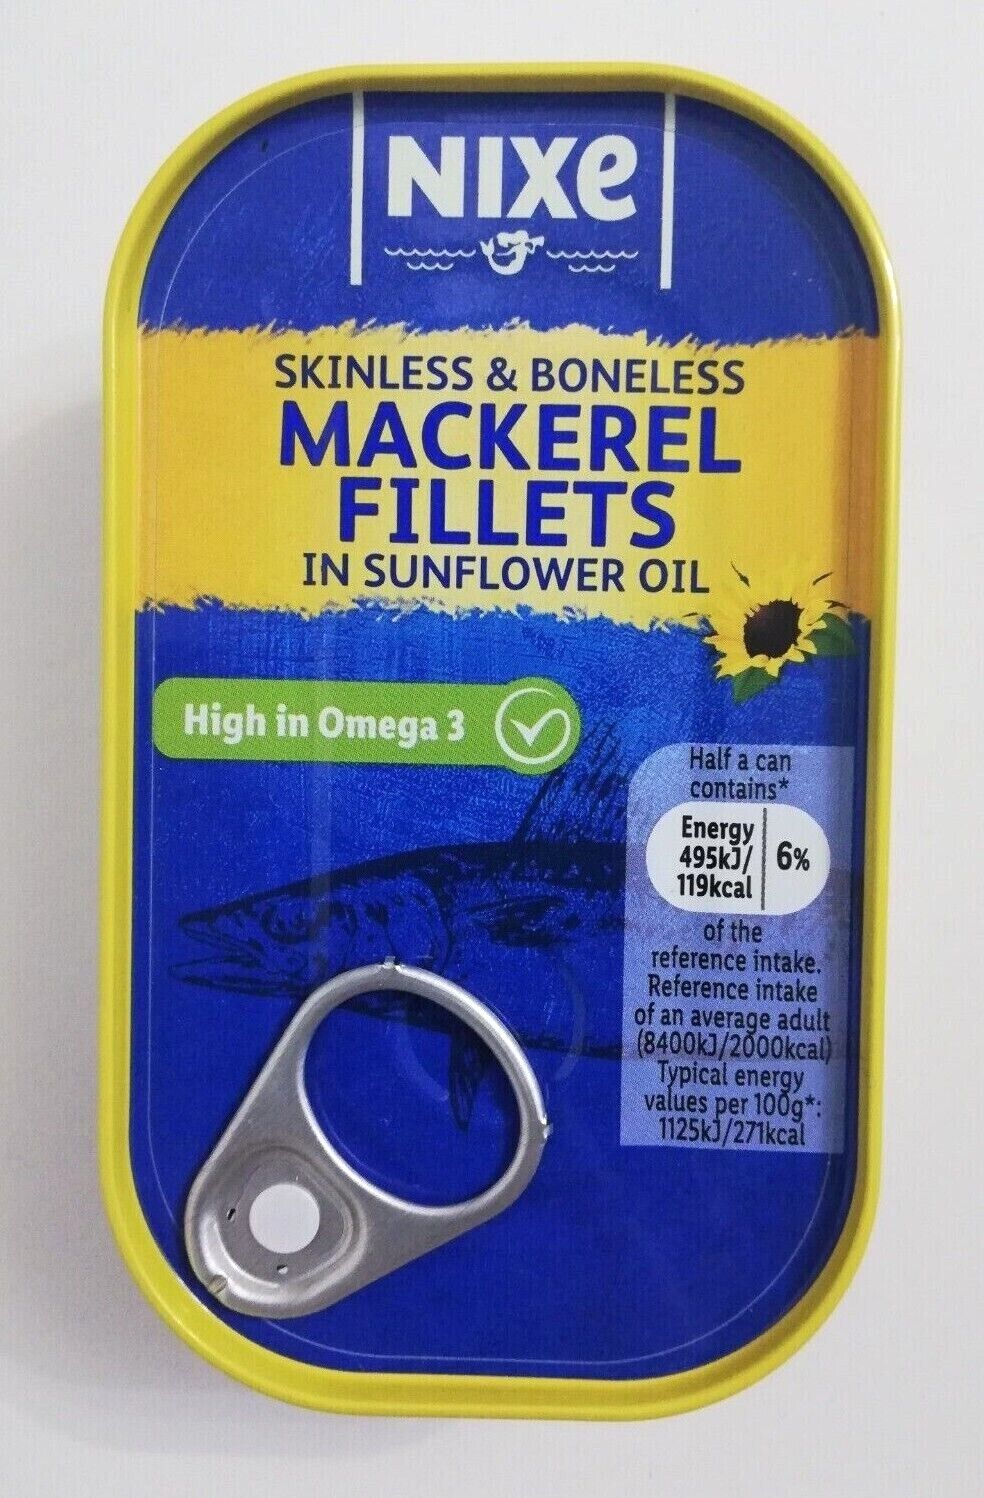 NIXe
SKINLESS & BONELESS
MACKEREL
FILLETS
IN SUNFLOWER OIL
High in Omega 3
Half a can
contains*
Energy
495kJ/
119kcal
6%
of the
reference intake.
Reference intake
of an average adult
(8400kJ/2000kcal)
Typical energy
values per 100g*:
1125kJ/271kcal